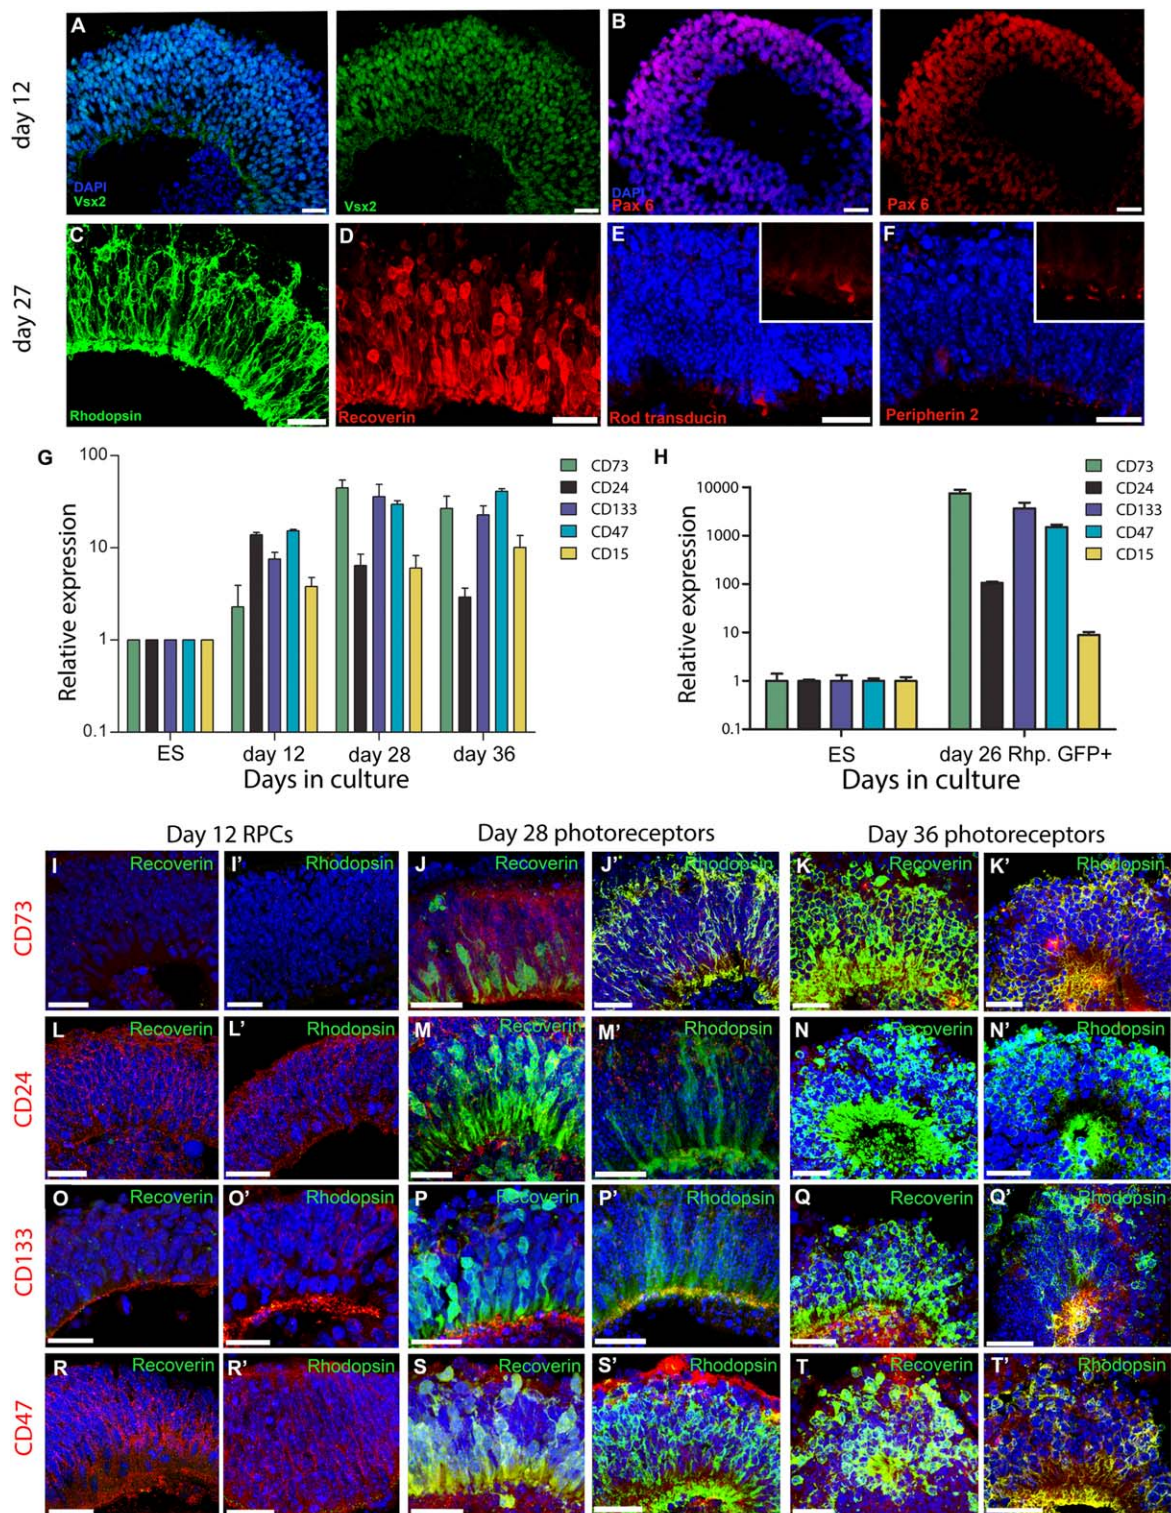 day 12
A
DAPI
Vsx2
Vsx2
B
DAPI
Pax 6
Pax 6
day 27
C
Rhodopsin
D
Recoverin
E
Rod transducin
F
Peripherin 2
G
Relative expression
100
10
1
0.1
ES
day 12
day 28
day 36
Days in culture
CD73
CD24
CD133
CD47
CD15
H
Relative expression
10000
1000
100
10
1
0.1
ES
day 26 Rhp. GFP+
Days in culture
CD73
CD24
CD133
CD47
CD15
Day 12 RPCs
Day 28 photoreceptors
Day 36 photoreceptors
CD73
I
Recoverin
I'
Rhodopsin
J
Recoverin
J'
Rhodopsin
K
Recoverin
K'
Rhodopsin
CD24
L
Recoverin
L'
Rhodopsin
M
Recoverin
M'
Rhodopsin
N
Recoverin
N'
Rhodopsin
CD133
O
Recoverin
O'
Rhodopsin
P
Recoverin
P'
Rhodopsin
Q
Recoverin
Q'
Rhodopsin
CD47
R
Recoverin
R'
Rhodopsin
S
Recoverin
S'
Rhodopsin
T
Recoverin
T'
Rhodopsin